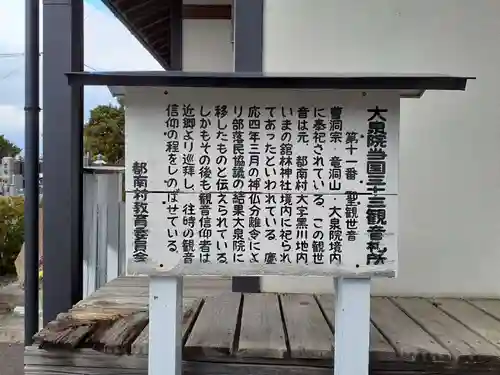 大泉院当国三十三観音札所
第十一番　聖観世音
曹洞宗　竜洞山・大泉院境内
に奉祀されている。この観世
音は元、都南村大字黒川地内
いまの舘林神社境内に祀られ
てあったといわれている。慶
応四年三月の神仏分離令によ
り部落民協議の結果大泉院に
移したものと伝えられている。
しかもその後も観音信者は
近郷より巡拝し、往時の観音
信仰の程をしのばせている。
都南村教育委員会